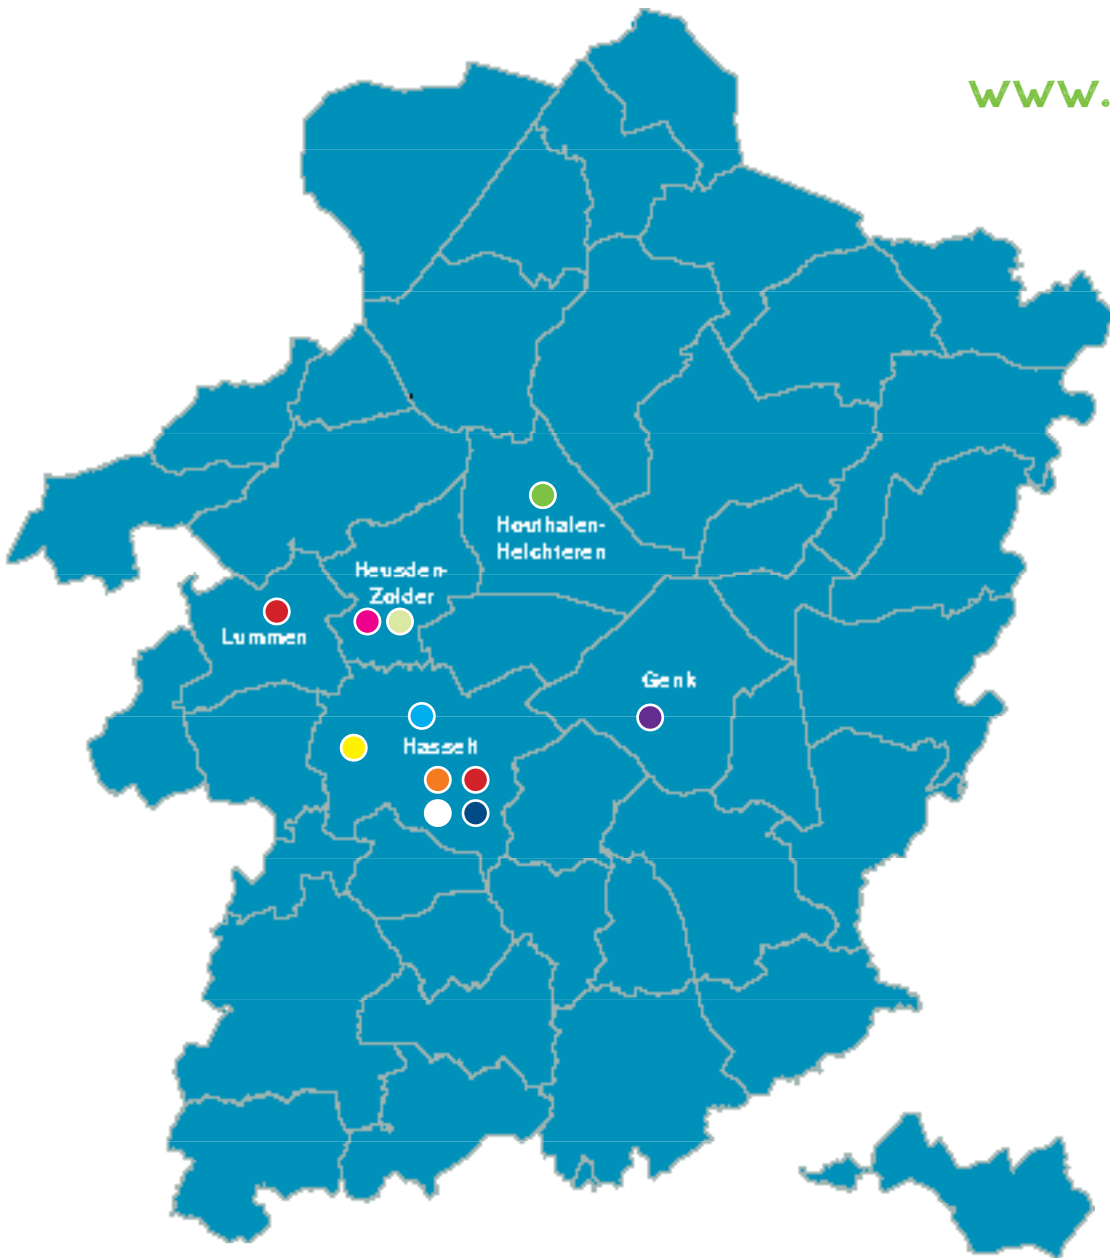 www.
Houthalen-
Helchteren
Heusden-
Zolder
Lummen
Genk
Hasselt